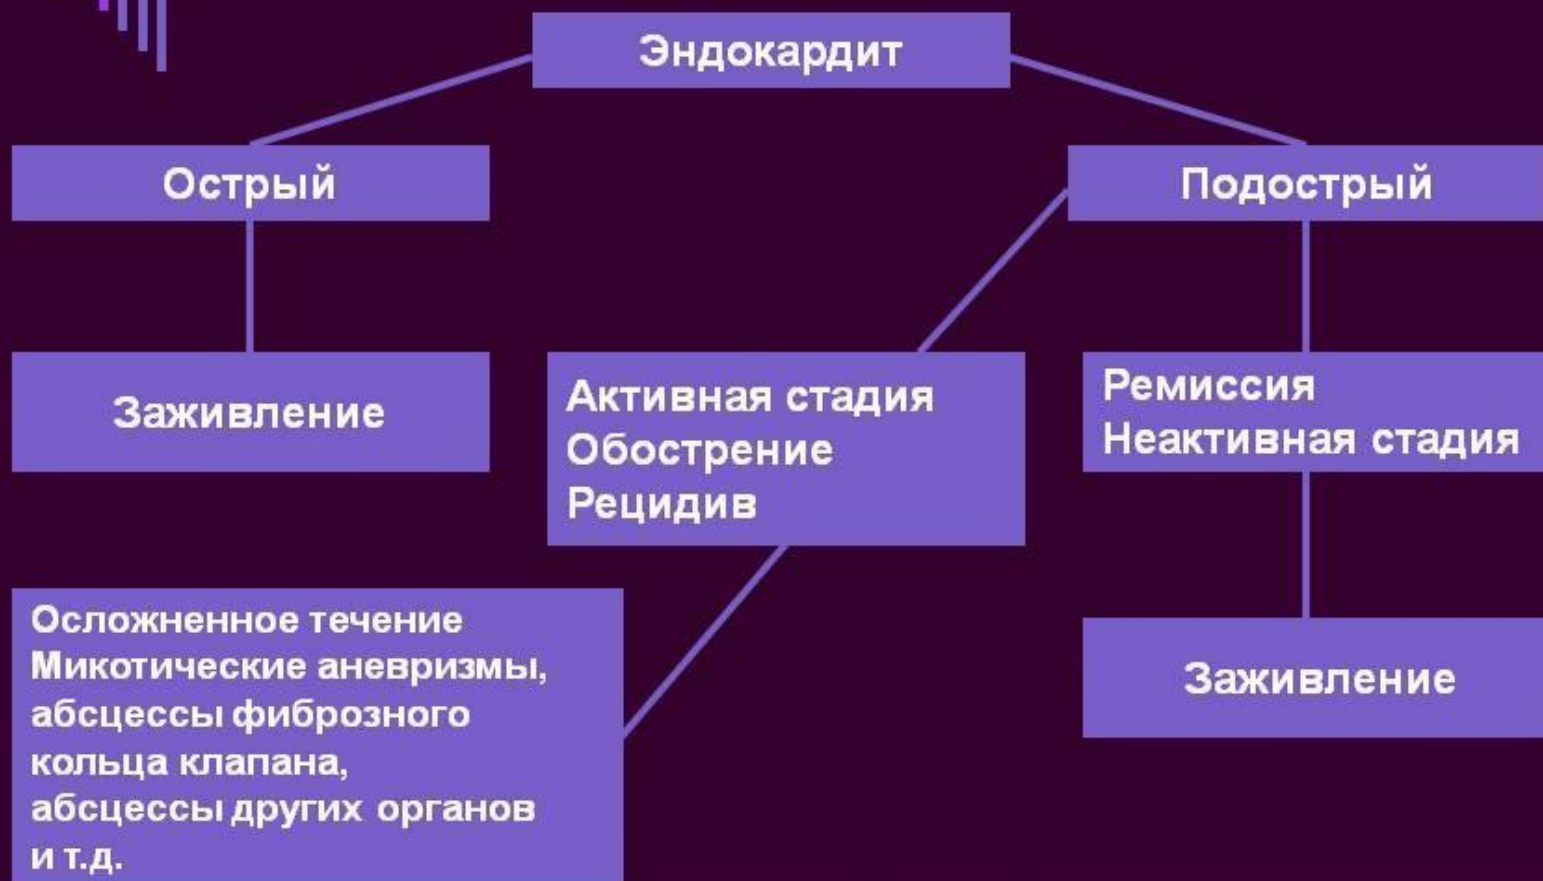 Эндокардит
Острый
Подострый
Заживление
Активная стадия
Обострение
Рецидив
Ремиссия
Неактивная стадия
Осложненное течение
Микотические аневризмы,
абсцессы фиброзного
кольца клапана,
абсцессы других органов
и т.д.
Заживление